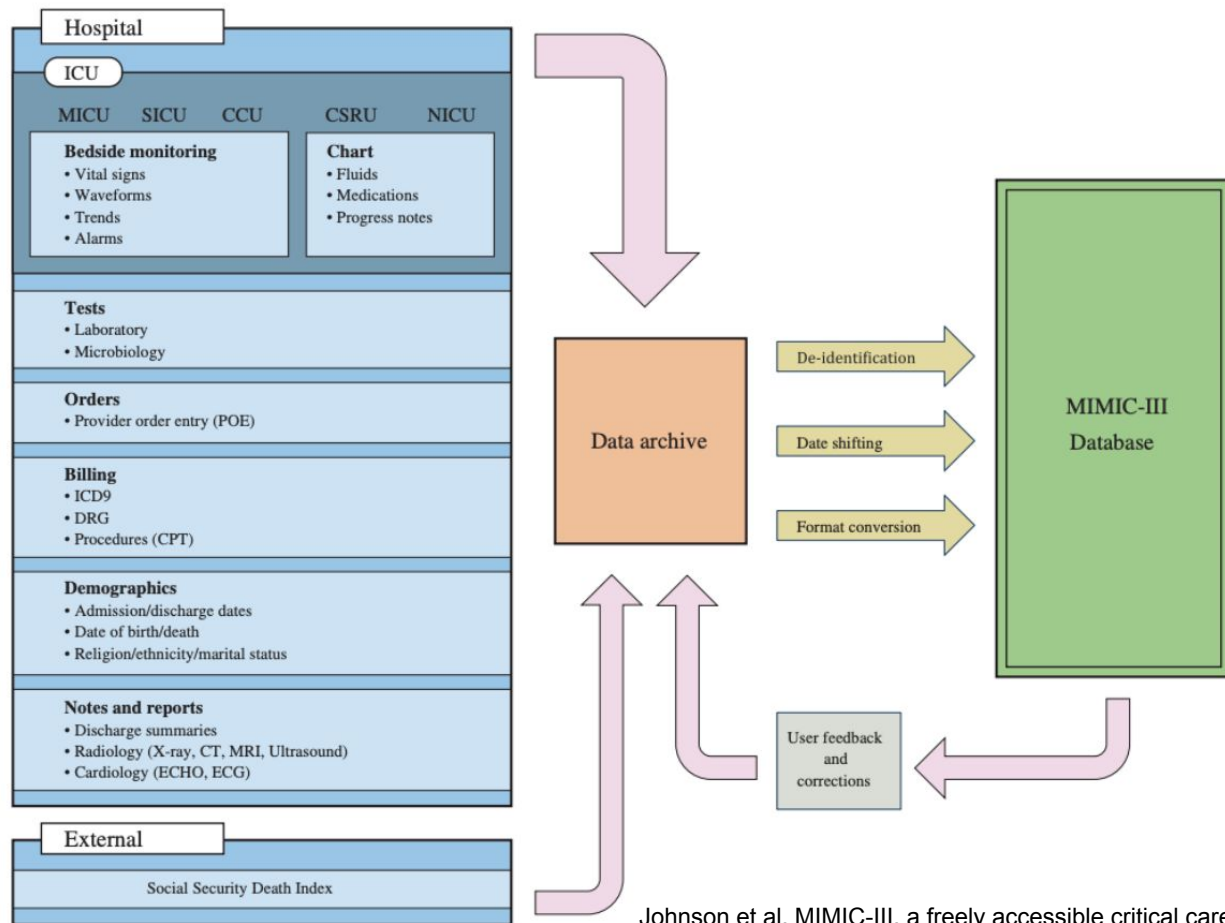 Hospital
ICU
MICU SICU CCU CSRU NICU
Bedside monitoring
• Vital signs
• Waveforms
• Trends
• Alarms
Chart
• Fluids
• Medications
• Progress notes
Tests
• Laboratory
• Microbiology
Orders
• Provider order entry (POE)
Billing
• ICD9
• DRG
• Procedures (CPT)
Demographics
• Admission/discharge dates
• Date of birth/death
• Religion/ethnicity/marital status
Notes and reports
• Discharge summaries
• Radiology (X-ray, CT, MRI, Ultrasound)
• Cardiology (ECHO, ECG)
External
Social Security Death Index
Data archive
De-identification
Date shifting
Format conversion
MIMIC-III
Database
User feedback
and
corrections
Johnson et al. MIMIC-III, a freely accessible critical care